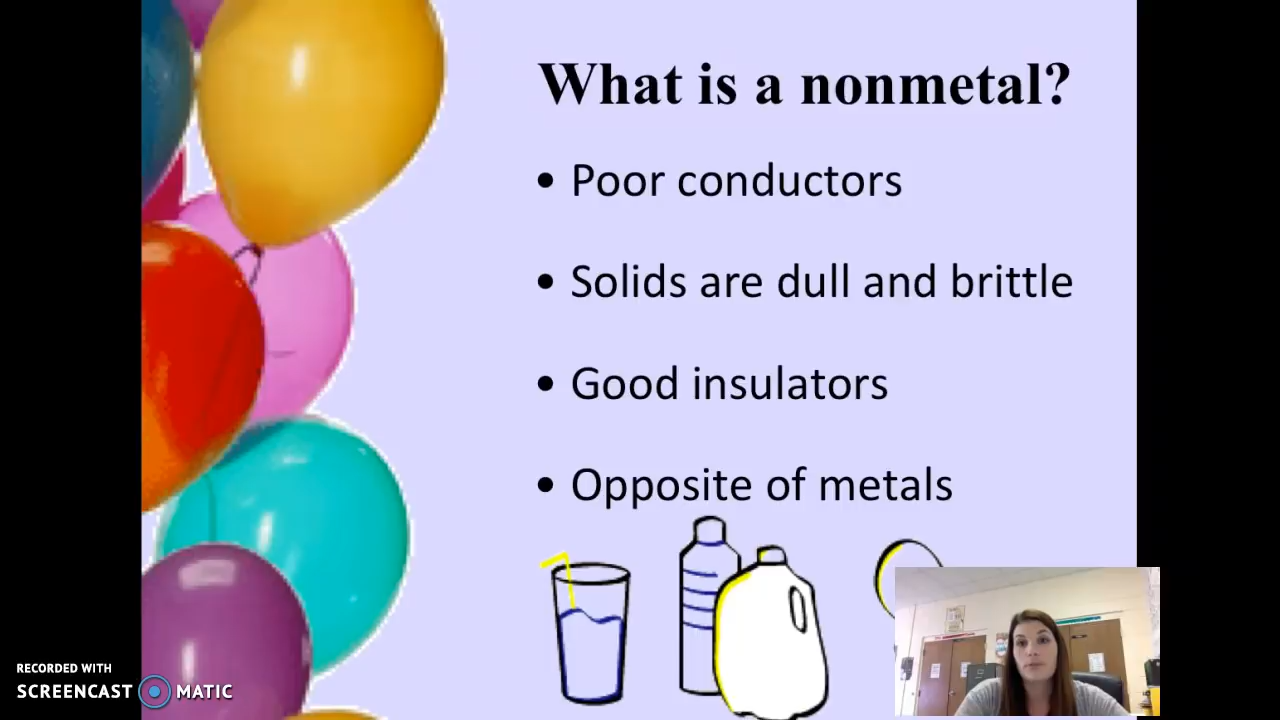 What is a nonmetal?
• Poor conductors
• Solids are dull and brittle
• Good insulators
• Opposite of metals
RECORDED WITH
SCREENCAST MATIC